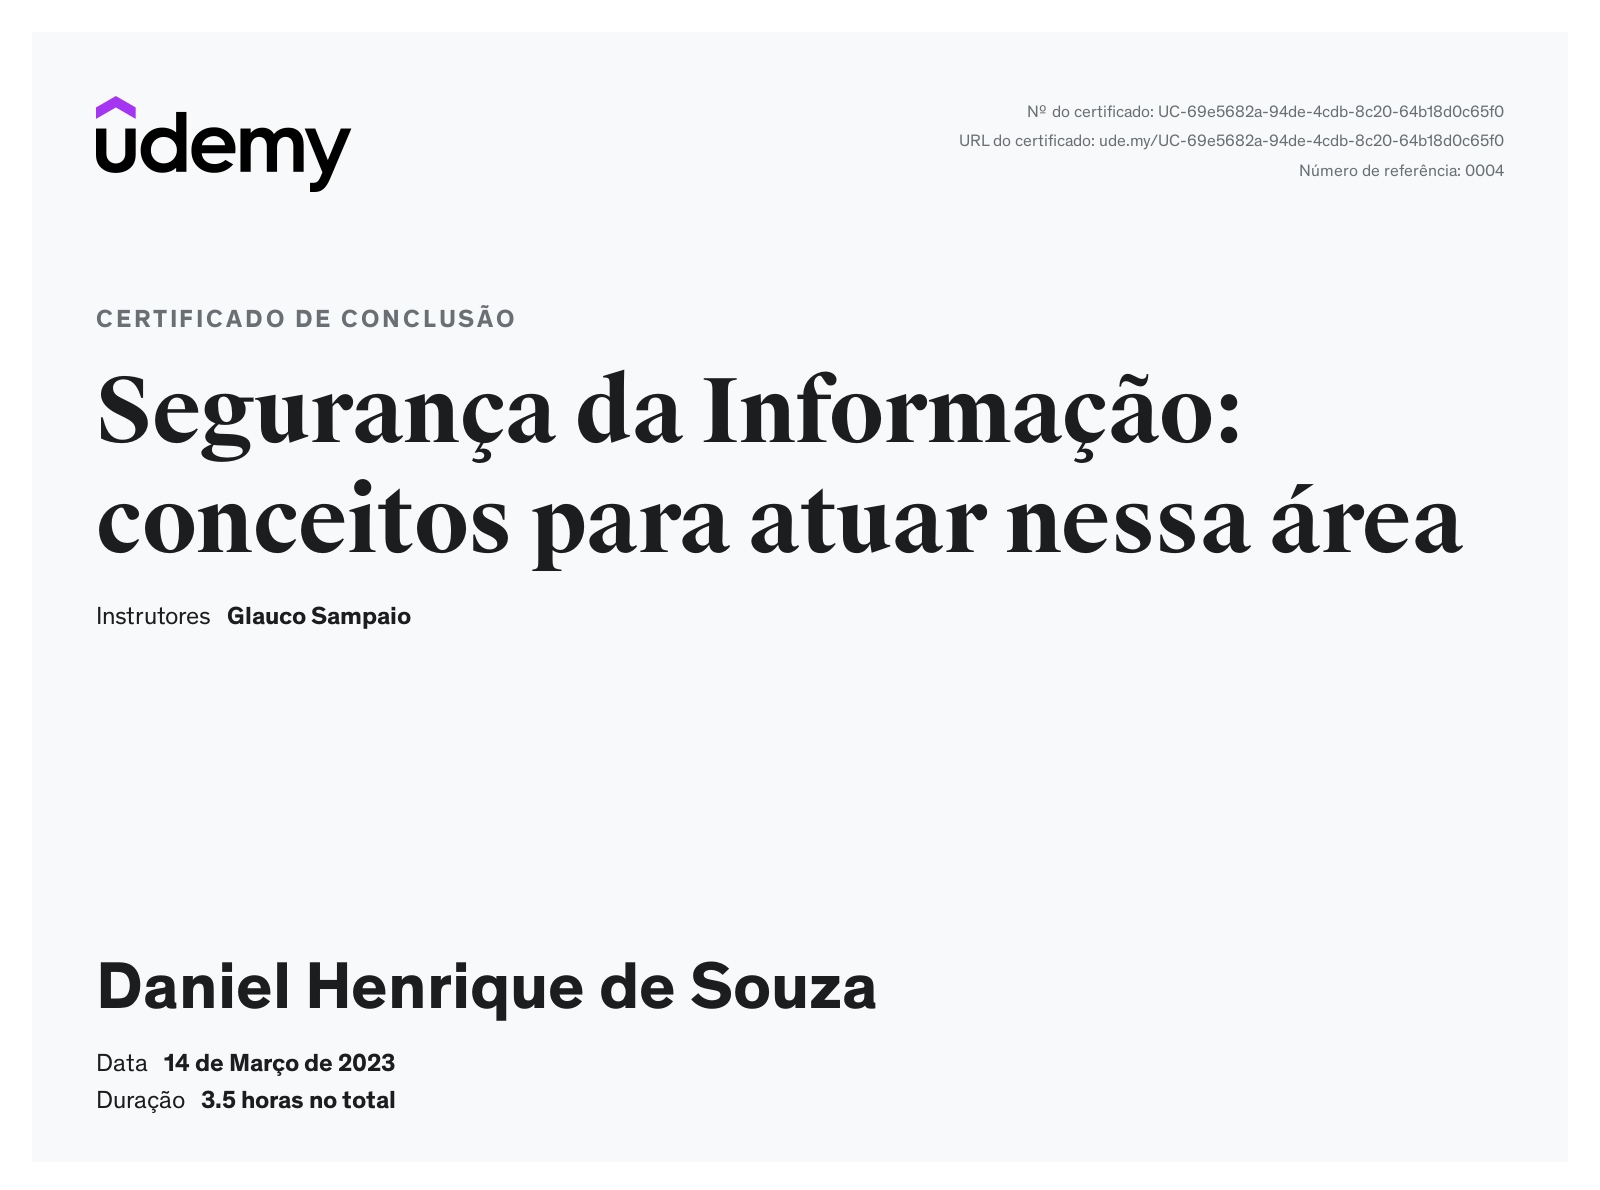 udemy
Nº do certificado: UC-69e5682a-94de-4cdb-8c20-64b18d0c65f0
URL do certificado: ude.my/UC-69e5682a-94de-4cdb-8c20-64b18d0c65f0
Número de referência: 0004
CERTIFICADO DE CONCLUSÃO
Segurança da Informação:
conceitos para atuar nessa área
Instrutores Glauco Sampaio
Daniel Henrique de Souza
Data 14 de Março de 2023
Duração 3.5 horas no total